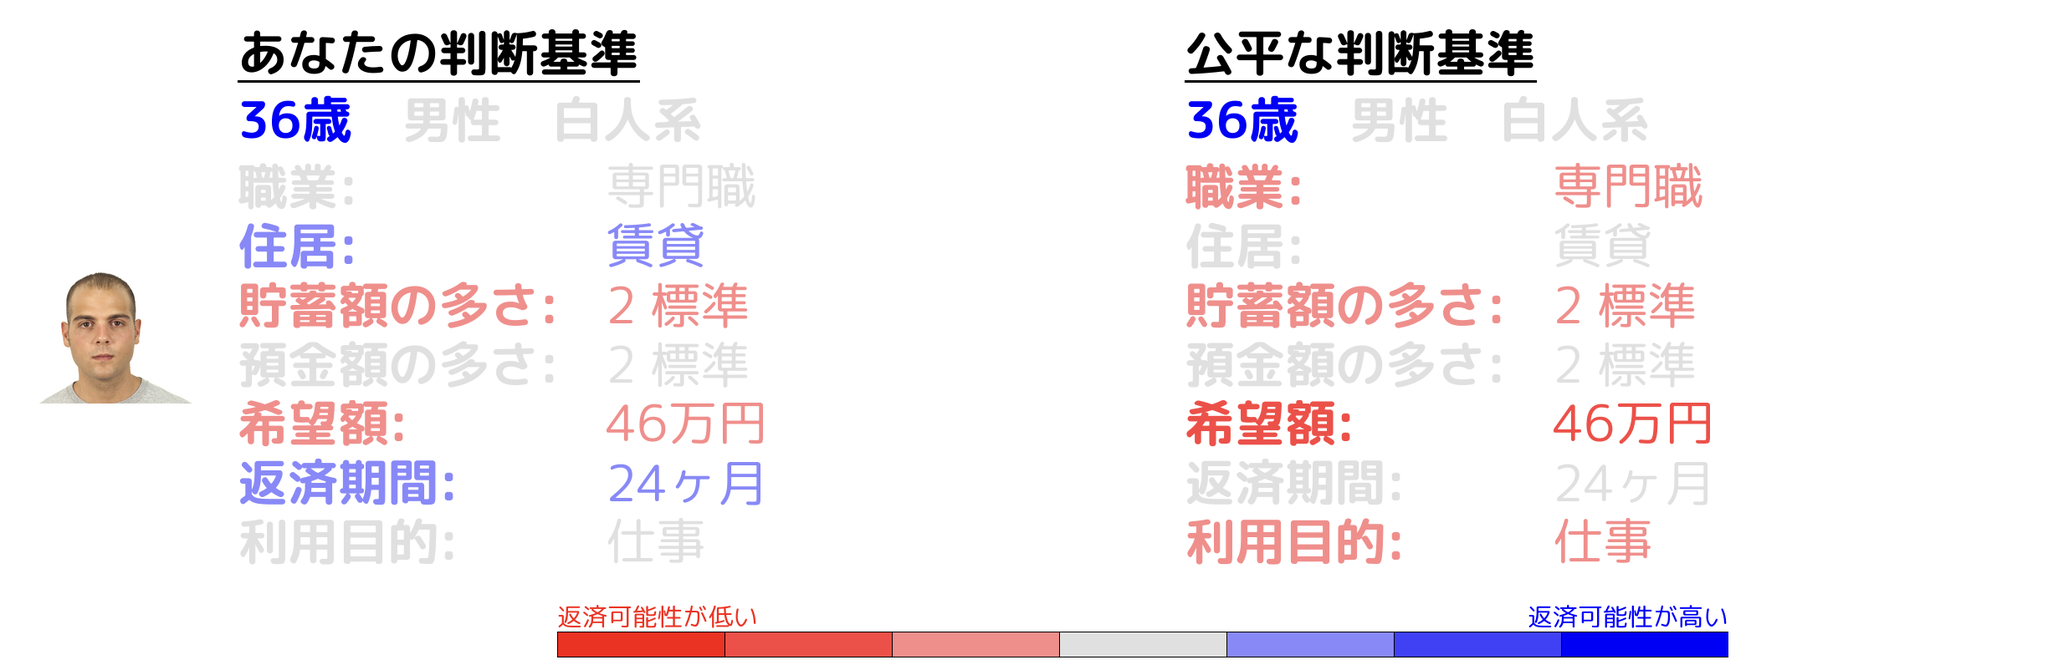 あなたの判断基準
36歳 男性 白人系
職業: 専門職
住居: 賃貸
貯蓄額の多さ: 2 標準
預金額の多さ: 2 標準
希望額: 46万円
返済期間: 24ヶ月
利用目的: 仕事
公平な判断基準
36歳 男性 白人系
職業: 専門職
住居: 賃貸
貯蓄額の多さ: 2 標準
預金額の多さ: 2 標準
希望額: 46万円
返済期間: 24ヶ月
利用目的: 仕事
返済可能性が低い
返済可能性が高い